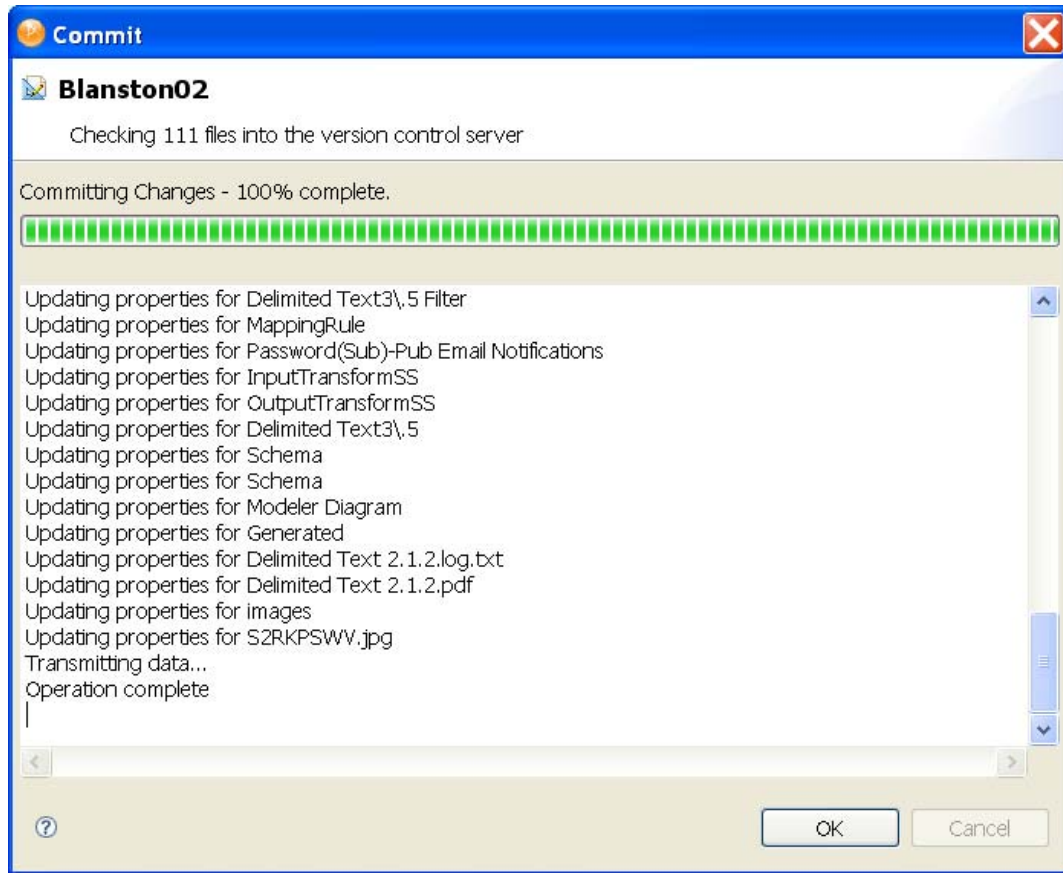 Commit
Blanston02
Checking 111 files into the version control server
Committing Changes - 100% complete.
Updating properties for Delimited Text3\.5 Filter
Updating properties for MappingRule
Updating properties for Password(Sub)-Pub Email Notifications
Updating properties for InputTransformSS
Updating properties for OutputTransformSS
Updating properties for Delimited Text3\.5
Updating properties for Schema
Updating properties for Schema
Updating properties for Modeler Diagram
Updating properties for Generated
Updating properties for Delimited Text 2.1.2.log.txt
Updating properties for Delimited Text 2.1.2.pdf
Updating properties for images
Updating properties for S2RKPSWV.jpg
Transmitting data...
Operation complete
? OK Cancel